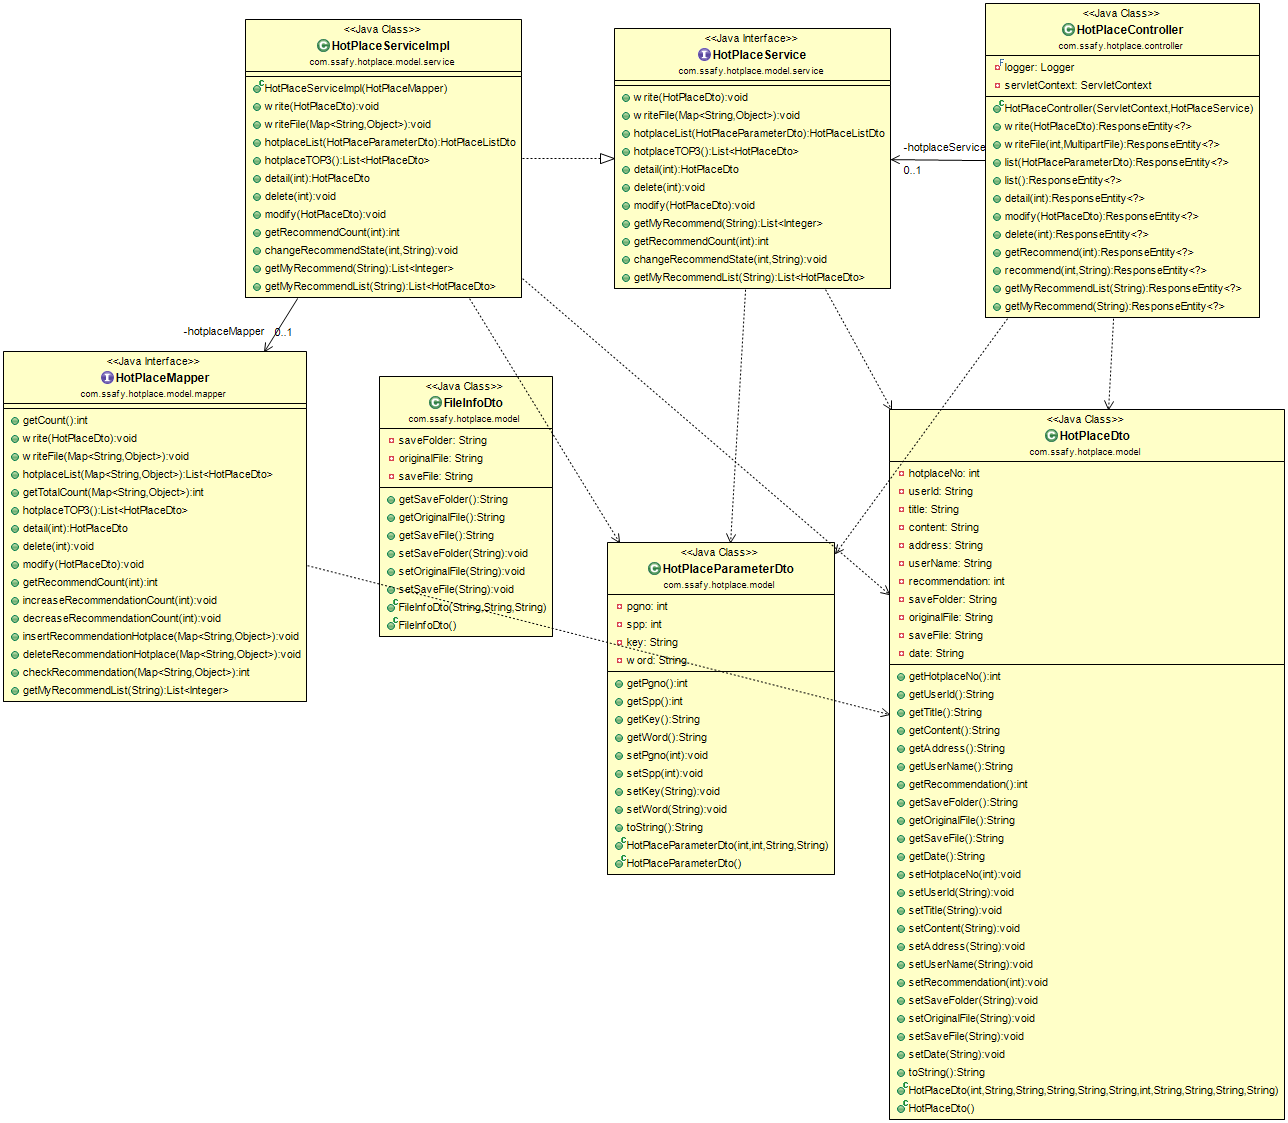 <<Java Class>>
HotPlaceServiceImpl
com.ssafy.hotplace.model.service
HotPlaceServiceImpl(HotPlaceMapper)
write(HotPlaceDto):void
writeFile(Map<String,Object>):void
hotplaceList(HotPlaceParameterDto):HotPlaceListDto
hotplaceTOP3():List<HotPlaceDto>
detail(int):HotPlaceDto
delete(int):void
modify(HotPlaceDto):void
getRecommendCount(int):int
changeRecommendState(int,String):void
getMyRecommend(String):List<Integer>
getMyRecommendList(String):List<HotPlaceDto>
<<Java Interface>>
HotPlaceService
com.ssafy.hotplace.model.service
write(HotPlaceDto):void
writeFile(Map<String,Object>):void
hotplaceList(HotPlaceParameterDto):HotPlaceListDto
hotplaceTOP3():List<HotPlaceDto>
detail(int):HotPlaceDto
delete(int):void
modify(HotPlaceDto):void
getMyRecommend(String):List<Integer>
getRecommendCount(int):int
changeRecommendState(int,String):void
getMyRecommendList(String):List<HotPlaceDto>
-hotplaceService
0..1
<<Java Class>>
HotPlaceController
com.ssafy.hotplace.controller
logger: Logger
servletContext: ServletContext
HotPlaceController(ServletContext,HotPlaceService)
write(HotPlaceDto):ResponseEntity<?>
writeFile(int,MultipartFile):ResponseEntity<?>
list(HotPlaceParameterDto):ResponseEntity<?>
list():ResponseEntity<?>
detail(int):ResponseEntity<?>
modify(HotPlaceDto):ResponseEntity<?>
delete(int):ResponseEntity<?>
getRecommend(int):ResponseEntity<?>
recommend(int,String):ResponseEntity<?>
getMyRecommendList(String):ResponseEntity<?>
getMyRecommend(String):ResponseEntity<?>
-hotplaceMapper
0..1
<<Java Interface>>
HotPlaceMapper
com.ssafy.hotplace.model.mapper
getCount():int
write(HotPlaceDto):void
writeFile(Map<String,Object>):void
hotplaceList(Map<String,Object>):List<HotPlaceDto>
getTotalCount(Map<String,Object>):int
hotplaceTOP3():List<HotPlaceDto>
detail(int):HotPlaceDto
delete(int):void
modify(HotPlaceDto):void
getRecommendCount(int):int
increaseRecommendationCount(int):void
decreaseRecommendationCount(int):void
insertRecommendationHotplace(Map<String,Object>):void
deleteRecommendationHotplace(Map<String,Object>):void
checkRecommendation(Map<String,Object>):int
getMyRecommendList(String):List<Integer>
<<Java Class>>
FileInfoDto
com.ssafy.hotplace.model
saveFolder: String
originalFile: String
saveFile: String
getSaveFolder():String
getOriginalFile():String
getSaveFile():String
setSaveFolder(String):void
setOriginalFile(String):void
setSaveFile(String):void
FileInfoDto(String,String,String)
FileInfoDto()
<<Java Class>>
HotPlaceParameterDto
com.ssafy.hotplace.model
pgno: int
spp: int
key: String
word: String
getPgno():int
getSpp():int
getKey():String
getWord():String
setPgno(int):void
setSpp(int):void
setKey(String):void
setWord(String):void
toString():String
HotPlaceParameterDto(int,int,String,String)
HotPlaceParameterDto()
<<Java Class>>
HotPlaceDto
com.ssafy.hotplace.model
hotplaceNo: int
userId: String
title: String
content: String
address: String
userName: String
recommendation: int
saveFolder: String
originalFile: String
saveFile: String
date: String
getHotplaceNo():int
getUserId():String
getTitle():String
getContent():String
getAddress():String
getUserName():String
getRecommendation():int
getSaveFolder():String
getOriginalFile():String
getSaveFile():String
getDate():String
setHotplaceNo(int):void
setUserId(String):void
setTitle(String):void
setContent(String):void
setAddress(String):void
setUserName(String):void
setRecommendation(int):void
setSaveFolder(String):void
setOriginalFile(String):void
setSaveFile(String):void
setDate(String):void
toString():String
HotPlaceDto(int,String,String,String,String,String,int,String,String,String,String)
HotPlaceDto()